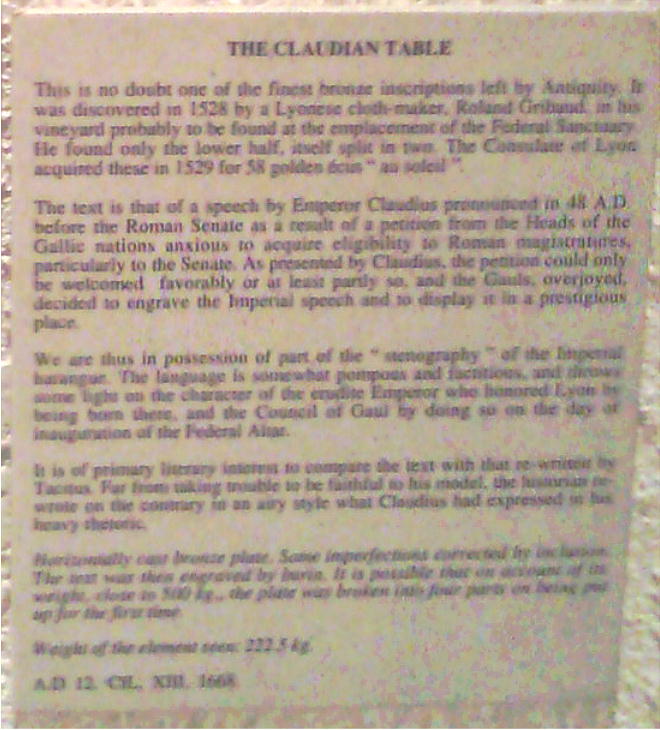 THE CLAUDIAN TABLE
This is no doubt one of the finest bronze inscriptions left by Antiquity. It
was discovered in 1528 by a Lyonese cloth-maker, Roland Gribaud, in his
vineyard probably to be found at the emplacement of the Federal Sanctuary.
He found only the lower half, itself split in two. The Consulate of Lyon
acquired these in 1529 for 58 golden écus " au soleil ".
The text is that of a speech by Emperor Claudius pronounced in 48 A.D.
before the Roman Senate as a result of a petition from the Heads of the
Gallic nations anxious to acquire eligibility to Roman magistratures,
particularly to the Senate. As presented by Claudius, the petition could only
be welcomed favorably or at least partly so, and the Gauls, overjoyed,
decided to engrave the Imperial speech and to display it in a prestigious
place.
We are thus in possession of part of the " stenography " of the Imperial
harangue. The language is somewhat pompous and factitious, and throws
some light on the character of the erudite Emperor who honored Lyon by
being born there, and the Council of Gaul by doing so on the day of
inauguration of the Federal Altar.
It is of primary literary interest to compare the text with that re-written by
Tacitus. Far from taking trouble to be faithful to his model, the historian re-
wrote on the contrary in an airy style what Claudius had expressed in his
heavy rhetoric.
Horizontally cast bronze plate. Some imperfections corrected by inclusion.
The text was then engraved by burin. It is possible that on account of its
weight, close to 500 kg., the plate was broken into four parts on being put
up for the first time.
Weight of the element seen: 222.5 kg.
A.D 12. CIL, XIII, 1668